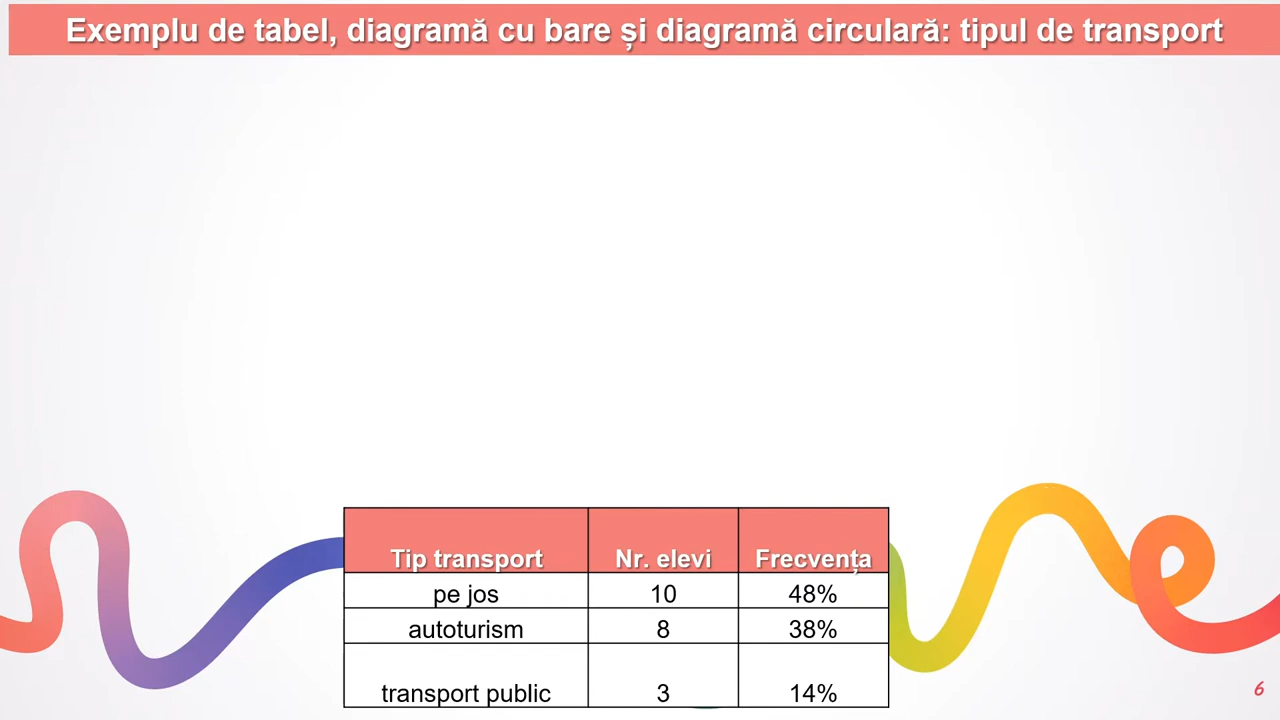 Exemplu de tabel, diagramă cu bare și diagramă circulară: tipul de transport
Tip transport Nr. elevi Frecvența
pe jos 10 48%
autoturism 8 38%
transport public 3 14%
6